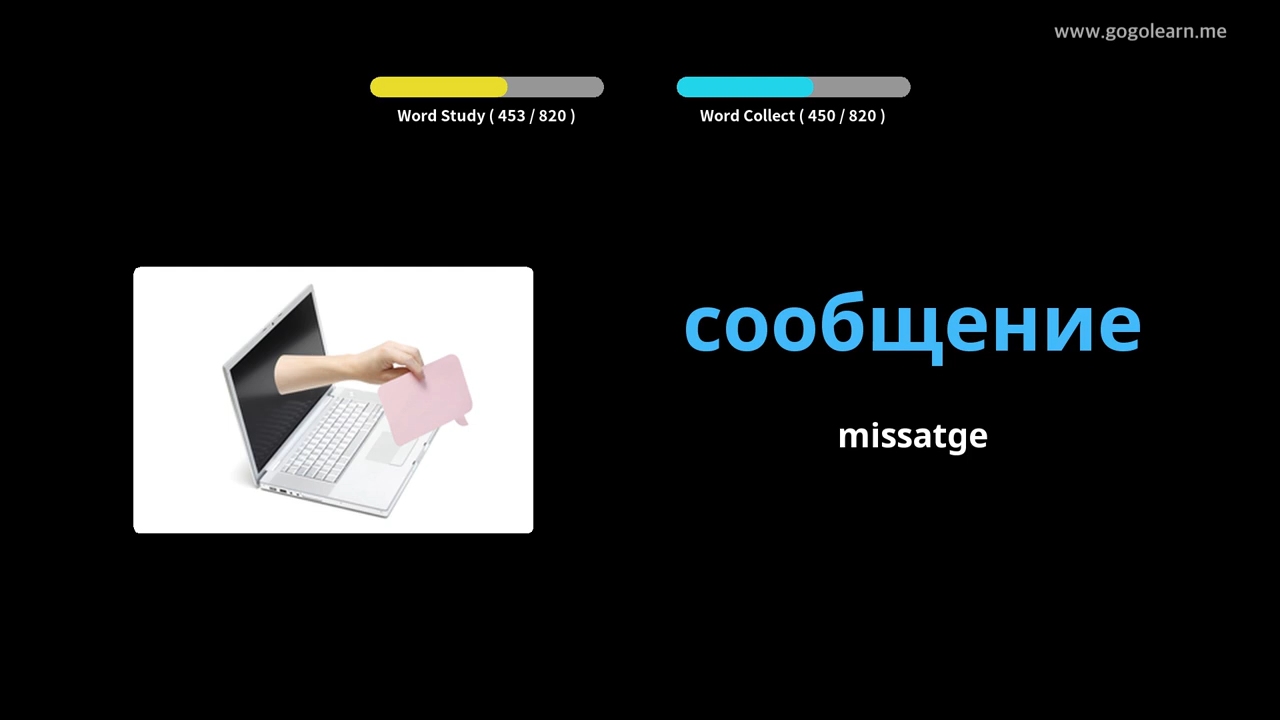 www.gogolearn.me
Word Study ( 453 / 820 )
Word Collect ( 450 / 820 )
сообщение
missatge